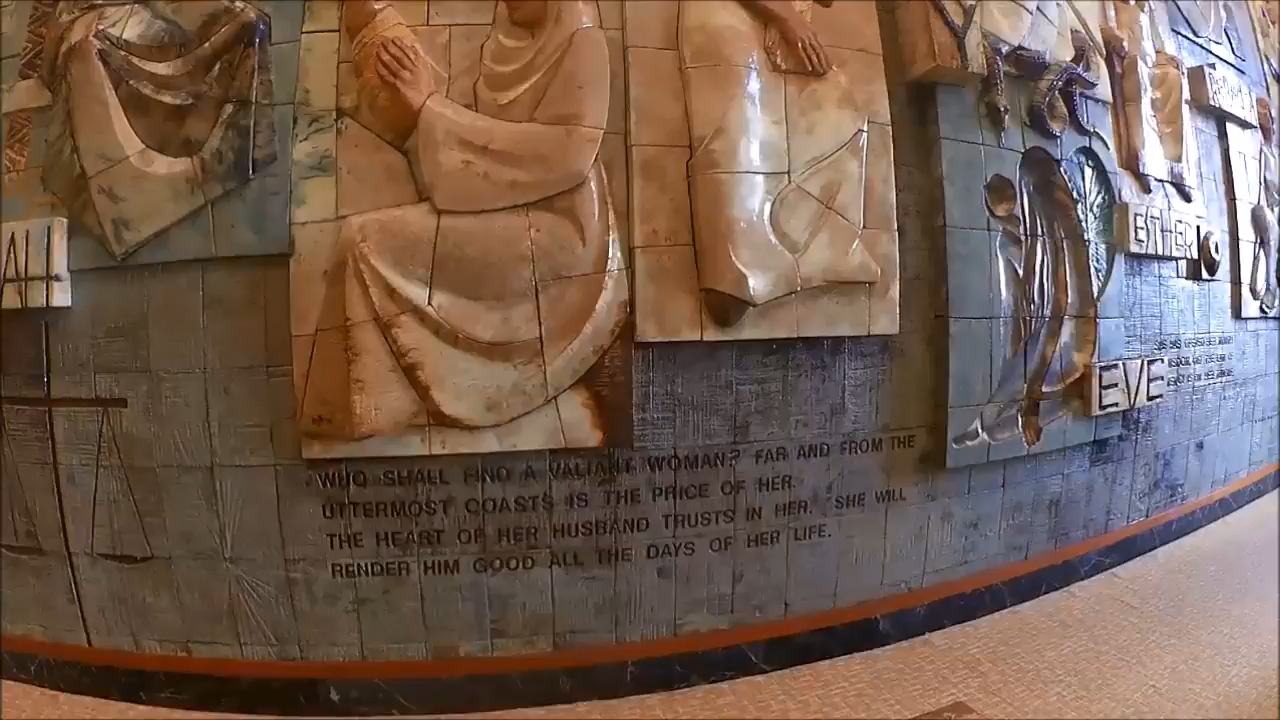 WHO SHALL FIND A VALIANT WOMAN? FAR AND FROM THE
UTTERMOST COASTS IS THE PRICE OF HER.
THE HEART OF HER HUSBAND TRUSTS IN HER. SHE WILL
RENDER HIM GOOD ALL THE DAYS OF HER LIFE.
EVE
ESTHER